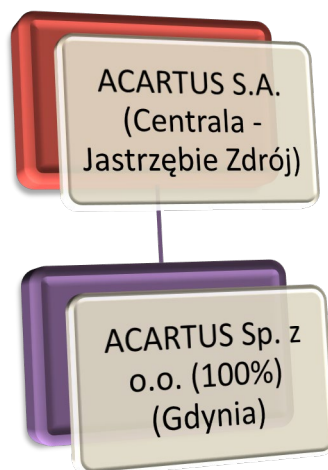 ACARTUS S.A.
(Centrala -
Jastrzębie Zdrój)
ACARTUS Sp. z
o.o. (100%)
(Gdynia)